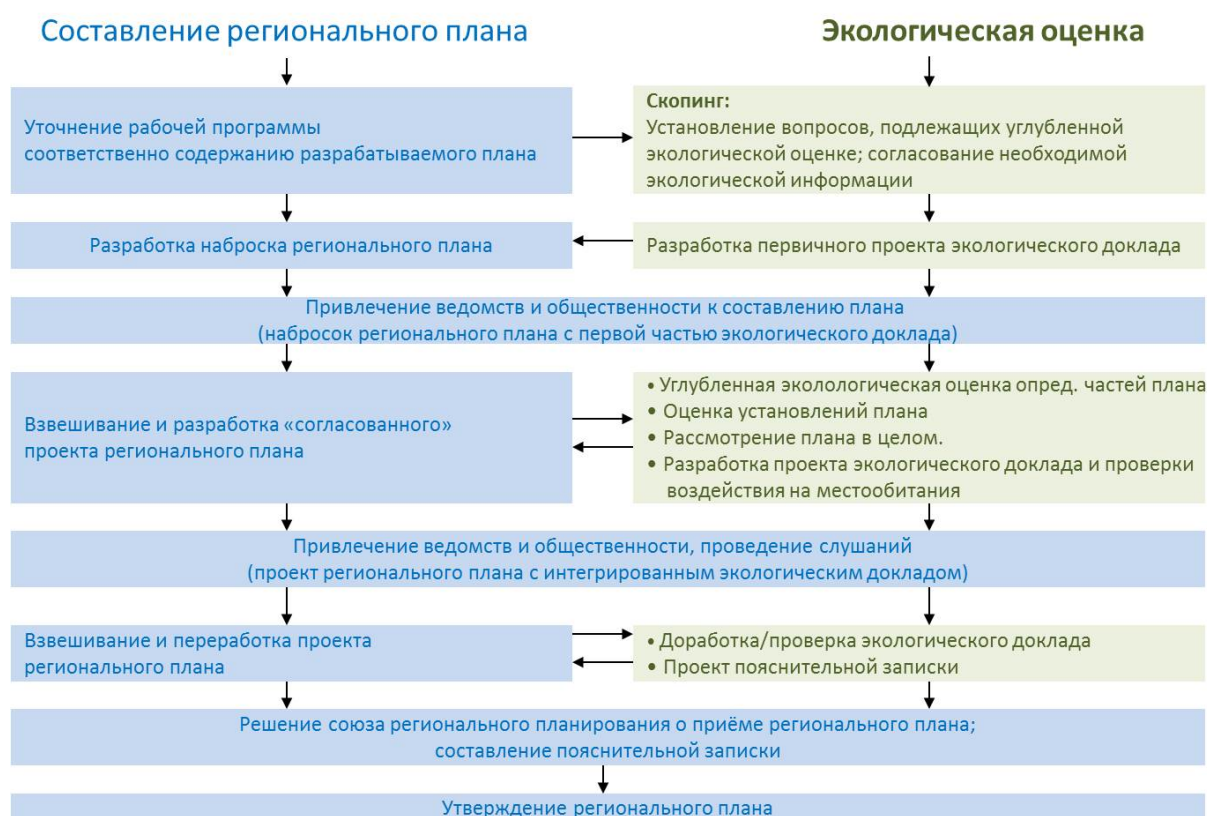 Составление регионального плана
Экологическая оценка
Уточнение рабочей программы
соответственно содержанию разрабатываемого плана
Скопинг:
Установление вопросов, подлежащих углубленной
экологической оценке; согласование необходимой
экологической информации
Разработка наброска регионального плана
Разработка первичного проекта экологического доклада
Привлечение ведомств и общественности к составлению плана
(набросок регионального плана с первой частью экологического доклада)
Взвешивание и разработка «согласованного»
проекта регионального плана
• Углубленная эколологическая оценка опред. частей плана
• Оценка установлений плана
• Рассмотрение плана в целом.
• Разработка проекта экологического доклада и проверки
воздействия на местообитания
Привлечение ведомств и общественности, проведение слушаний
(проект регионального плана с интегрированным экологическим докладом)
Взвешивание и переработка проекта
регионального плана
• Доработка/проверка экологического доклада
• Проект пояснительной записки
Решение союза регионального планирования о приёме регионального плана;
составление пояснительной записки
Утверждение регионального плана